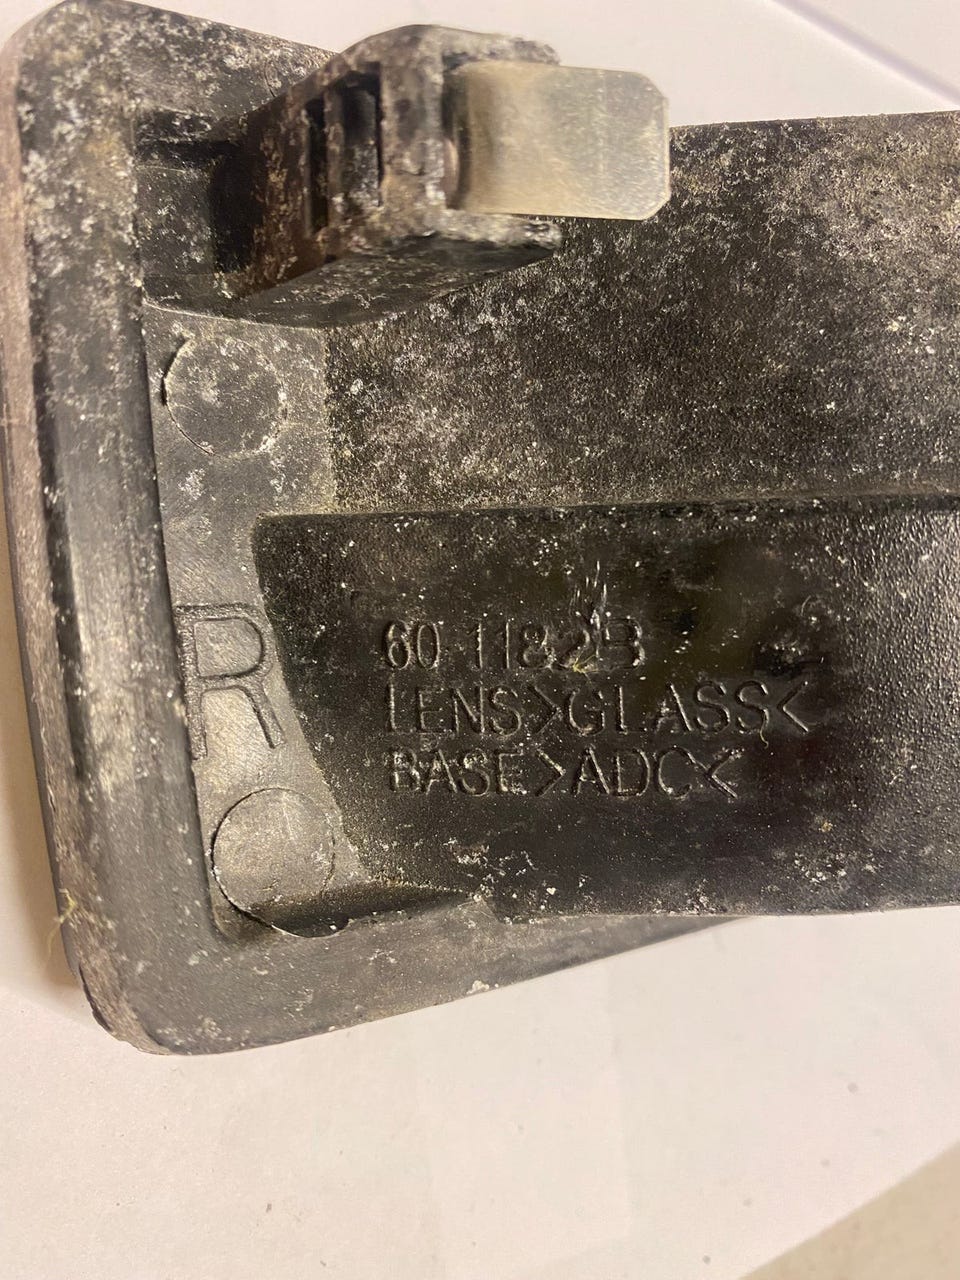 R
60-1182B
LENS>GLASS<
BASE>ADC<